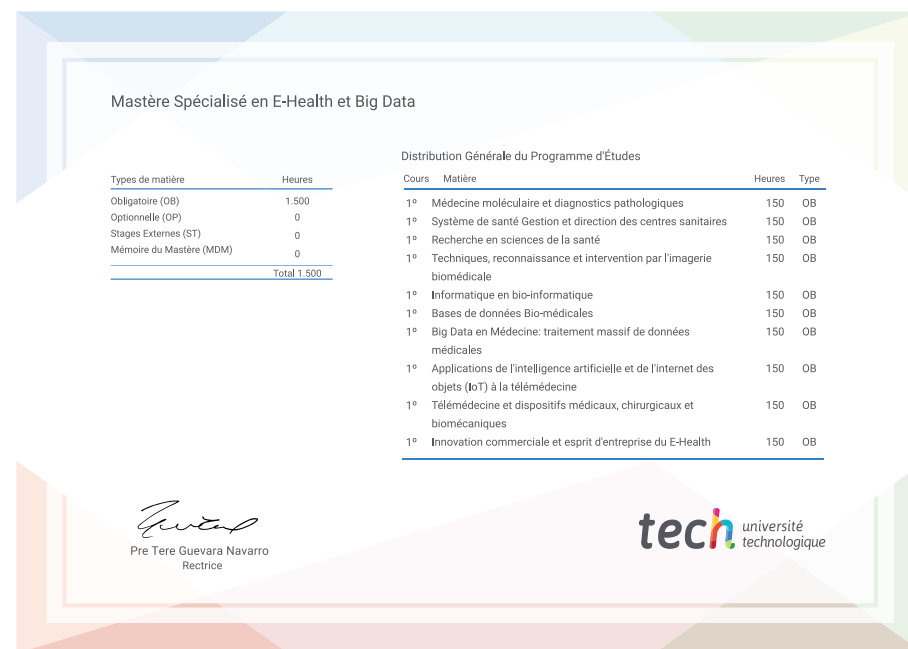 Mastère Spécialisé en E-Health et Big Data
Types de matière Heures
Obligatoire (OB) 1.500
Optionnelle (OP) 0
Stages Externes (ST) 0
Mémoire du Mastère (MDM) 0
Total 1.500
Distribution Générale du Programme d'Études
Cours Matière Heures Type
1º Médecine moléculaire et diagnostics pathologiques 150 OB
1º Système de santé Gestion et direction des centres sanitaires 150 OB
1º Recherche en sciences de la santé 150 OB
1º Techniques, reconnaissance et intervention par l'imagerie 150 OB
biomédicale
1º Informatique en bio-informatique 150 OB
1º Bases de données Bio-médicales 150 OB
1º Big Data en Médecine: traitement massif de données 150 OB
médicales
1º Applications de l'intelligence artificielle et de l'internet des 150 OB
objets (IoT) à la télémédecine
1º Télémédecine et dispositifs médicaux, chirurgicaux et 150 OB
biomécaniques
1º Innovation commerciale et esprit d'entreprise du E-Health 150 OB
Pre Tere Guevara Navarro
Rectrice
tech université
technologique